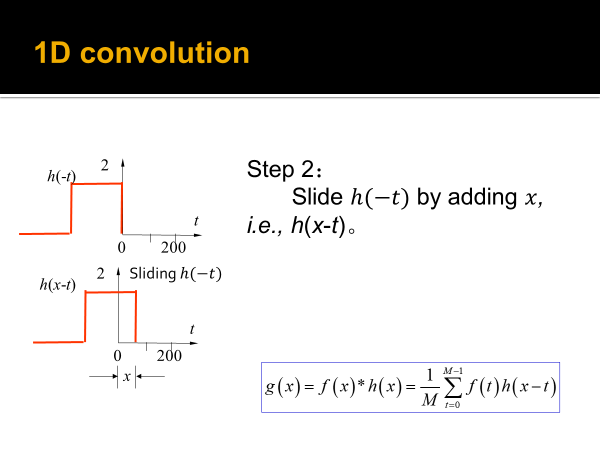 1D convolution
h(-t)
2
t
0 200
Step 2：
Slide ℎ(−𝑡) by adding 𝑥,
i.e., h(x-t)。
h(x-t)
2
Sliding ℎ(−𝑡)
t
0 200
x
g(x) = f(x)*h(x) = 1/M ∑_{t=0}^{M−1} f(t)h(x−t)